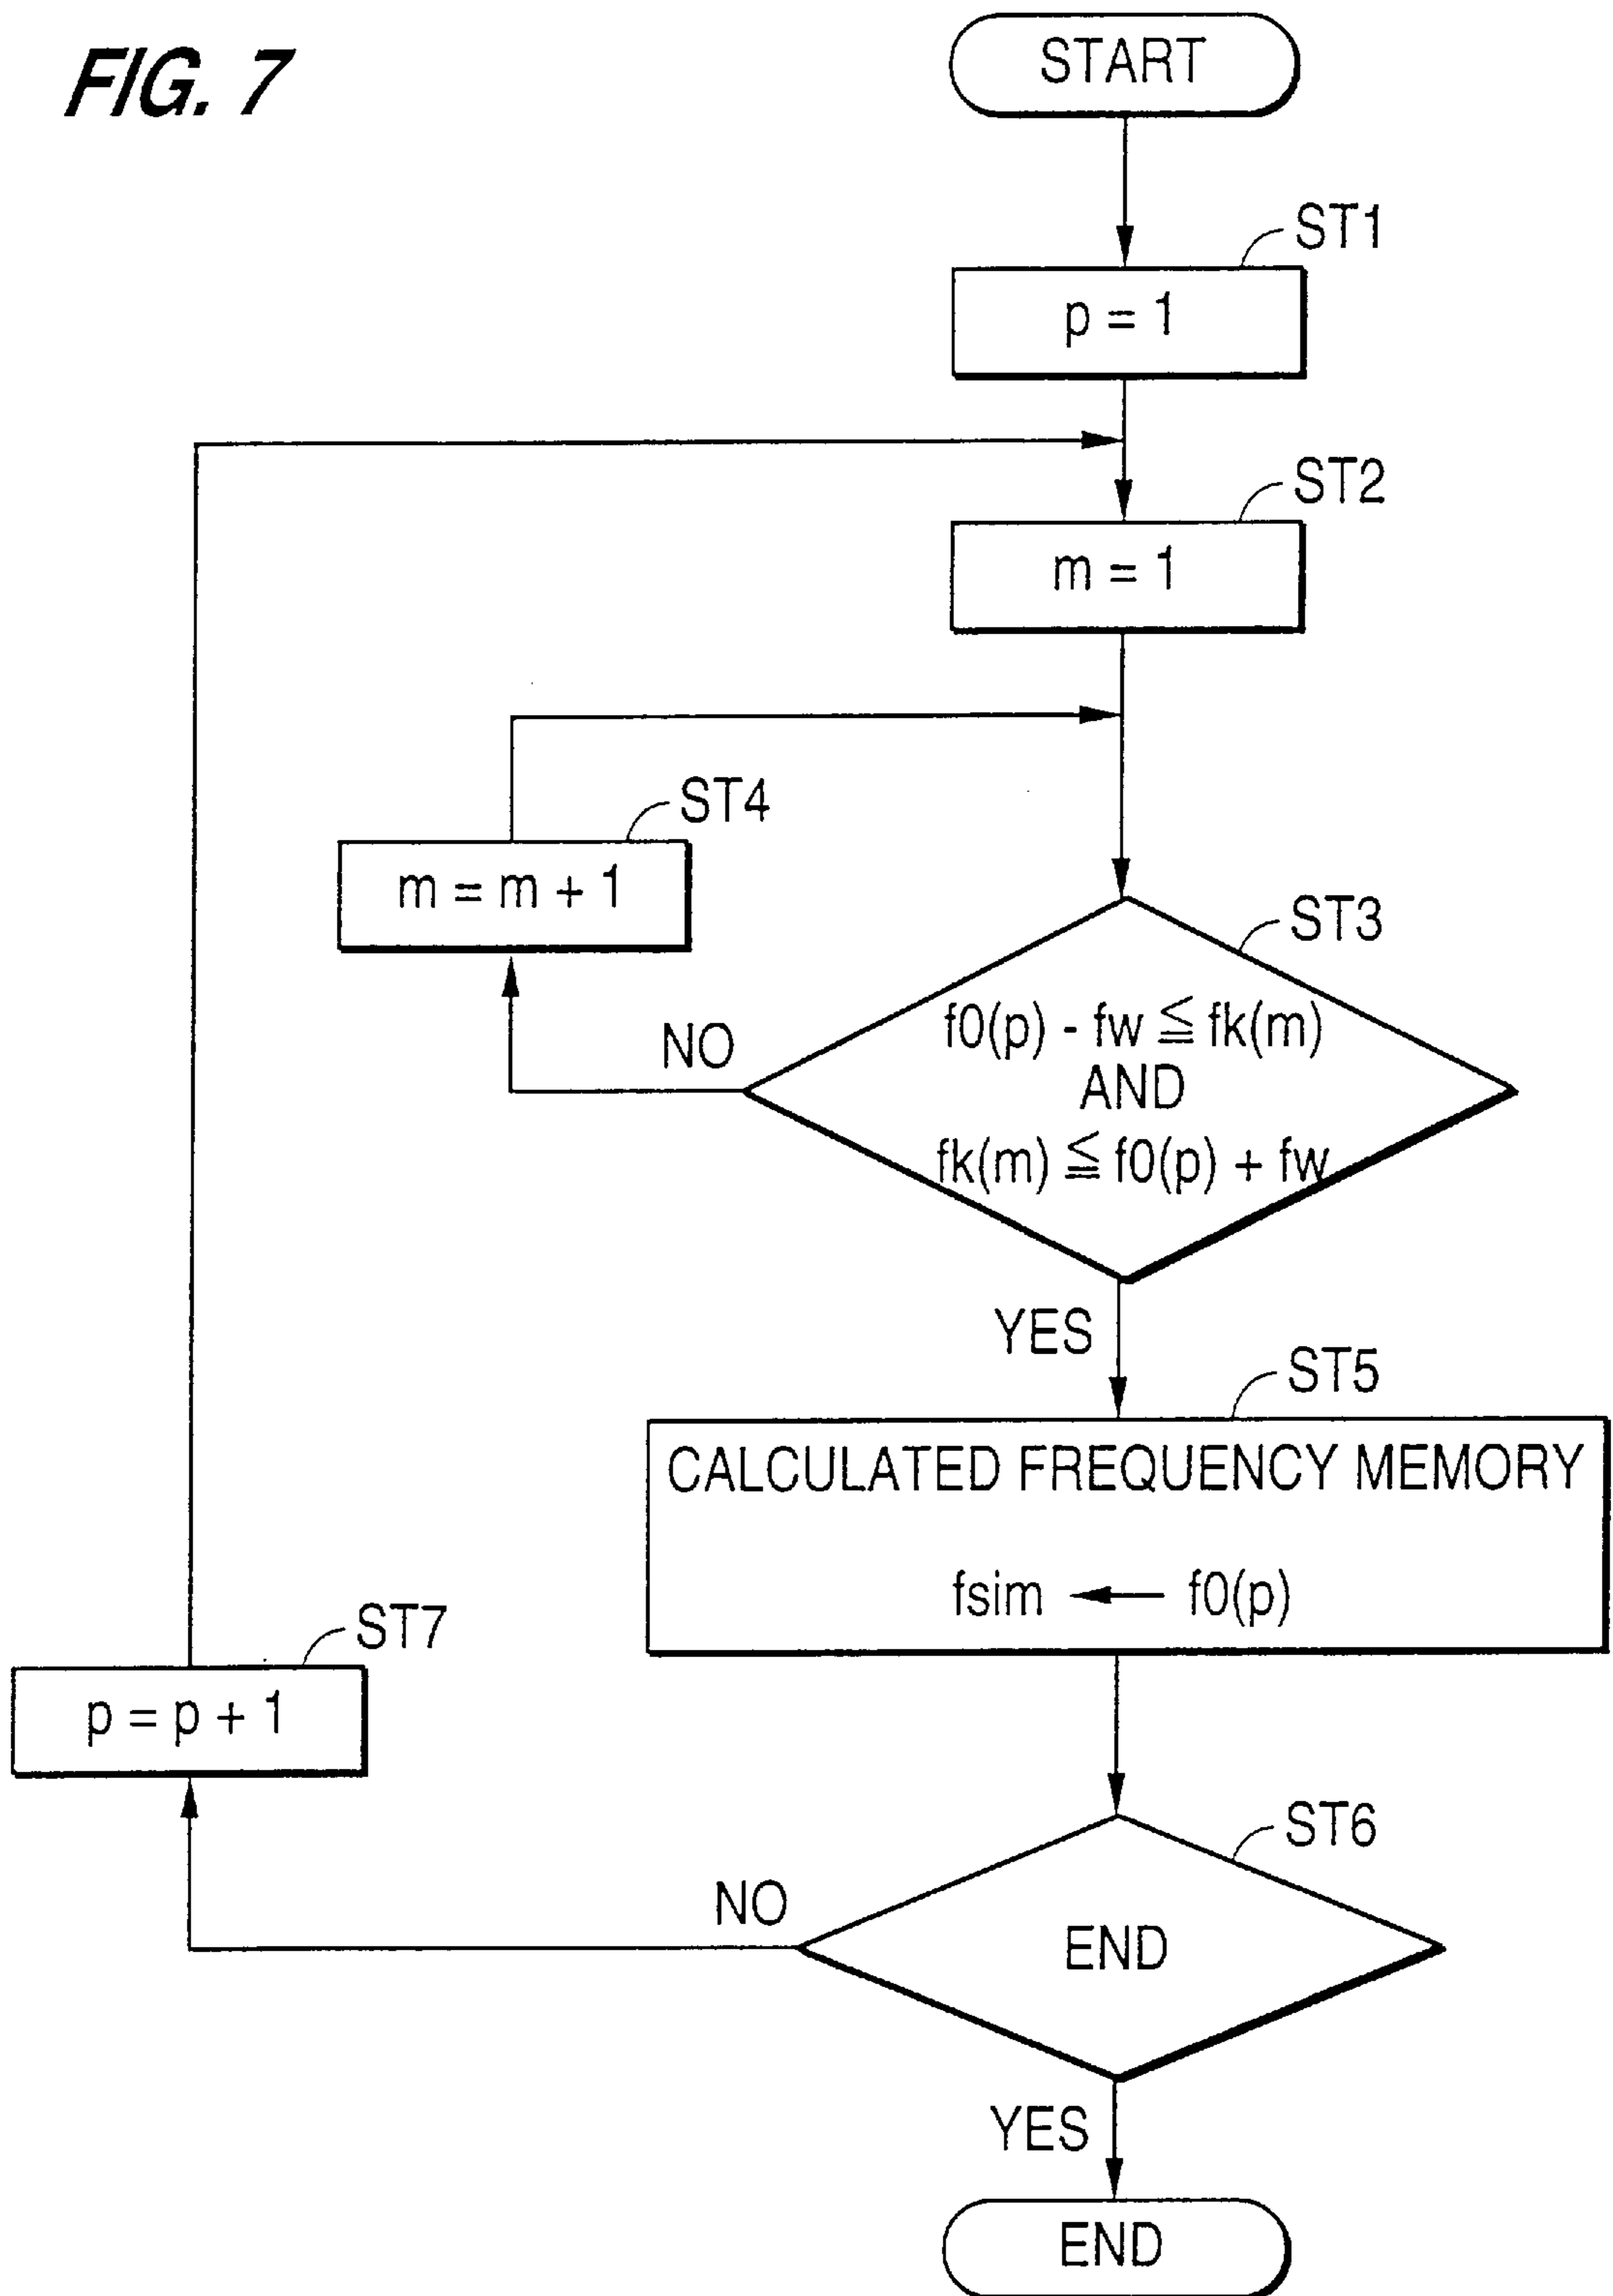 FIG. 7
START
ST1
p = 1
ST2
m = 1
ST4
m = m + 1
ST3
f0(p) - fw ≦ fk(m)
AND
fk(m) ≦ f0(p) + fw
NO
YES
ST5
CALCULATED FREQUENCY MEMORY
fsim ← f0(p)
ST7
p = p + 1
ST6
NO
END
YES
END